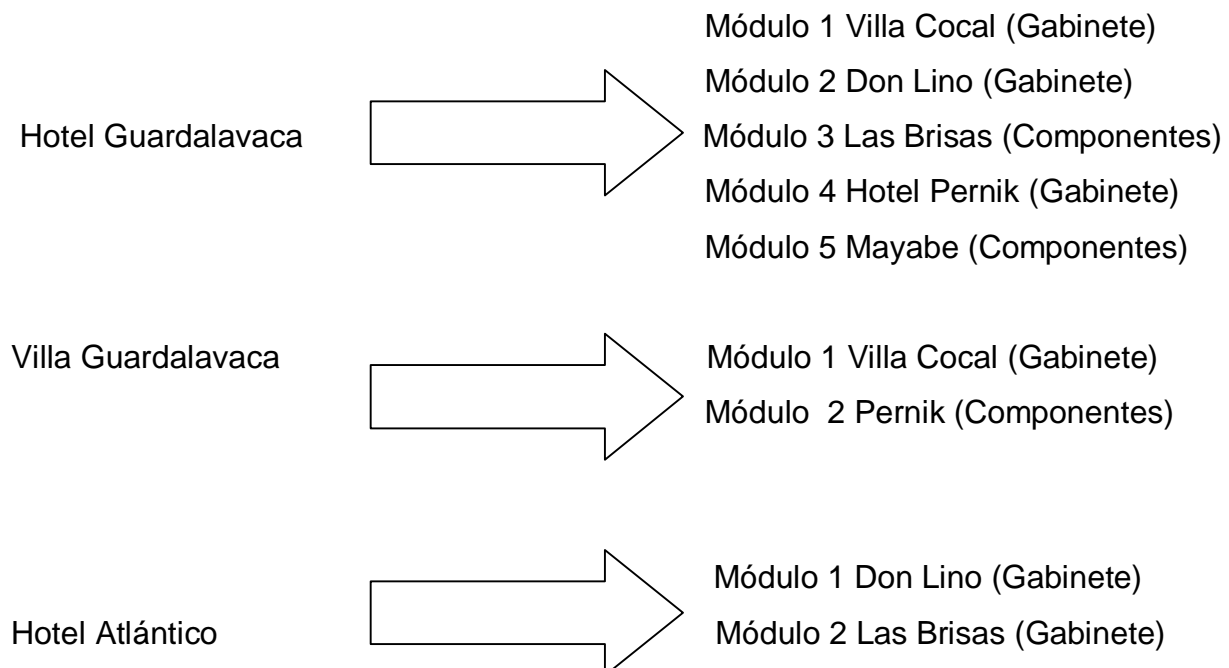 Módulo 1 Villa Cocal (Gabinete)
Módulo 2 Don Lino (Gabinete)
Hotel Guardalavaca
Módulo 3 Las Brisas (Componentes)
Módulo 4 Hotel Pernik (Gabinete)
Módulo 5 Mayabe (Componentes)
Villa Guardalavaca
Módulo 1 Villa Cocal (Gabinete)
Módulo  2 Pernik (Componentes)
Módulo 1 Don Lino (Gabinete)
Hotel Atlántico
Módulo 2 Las Brisas (Gabinete)